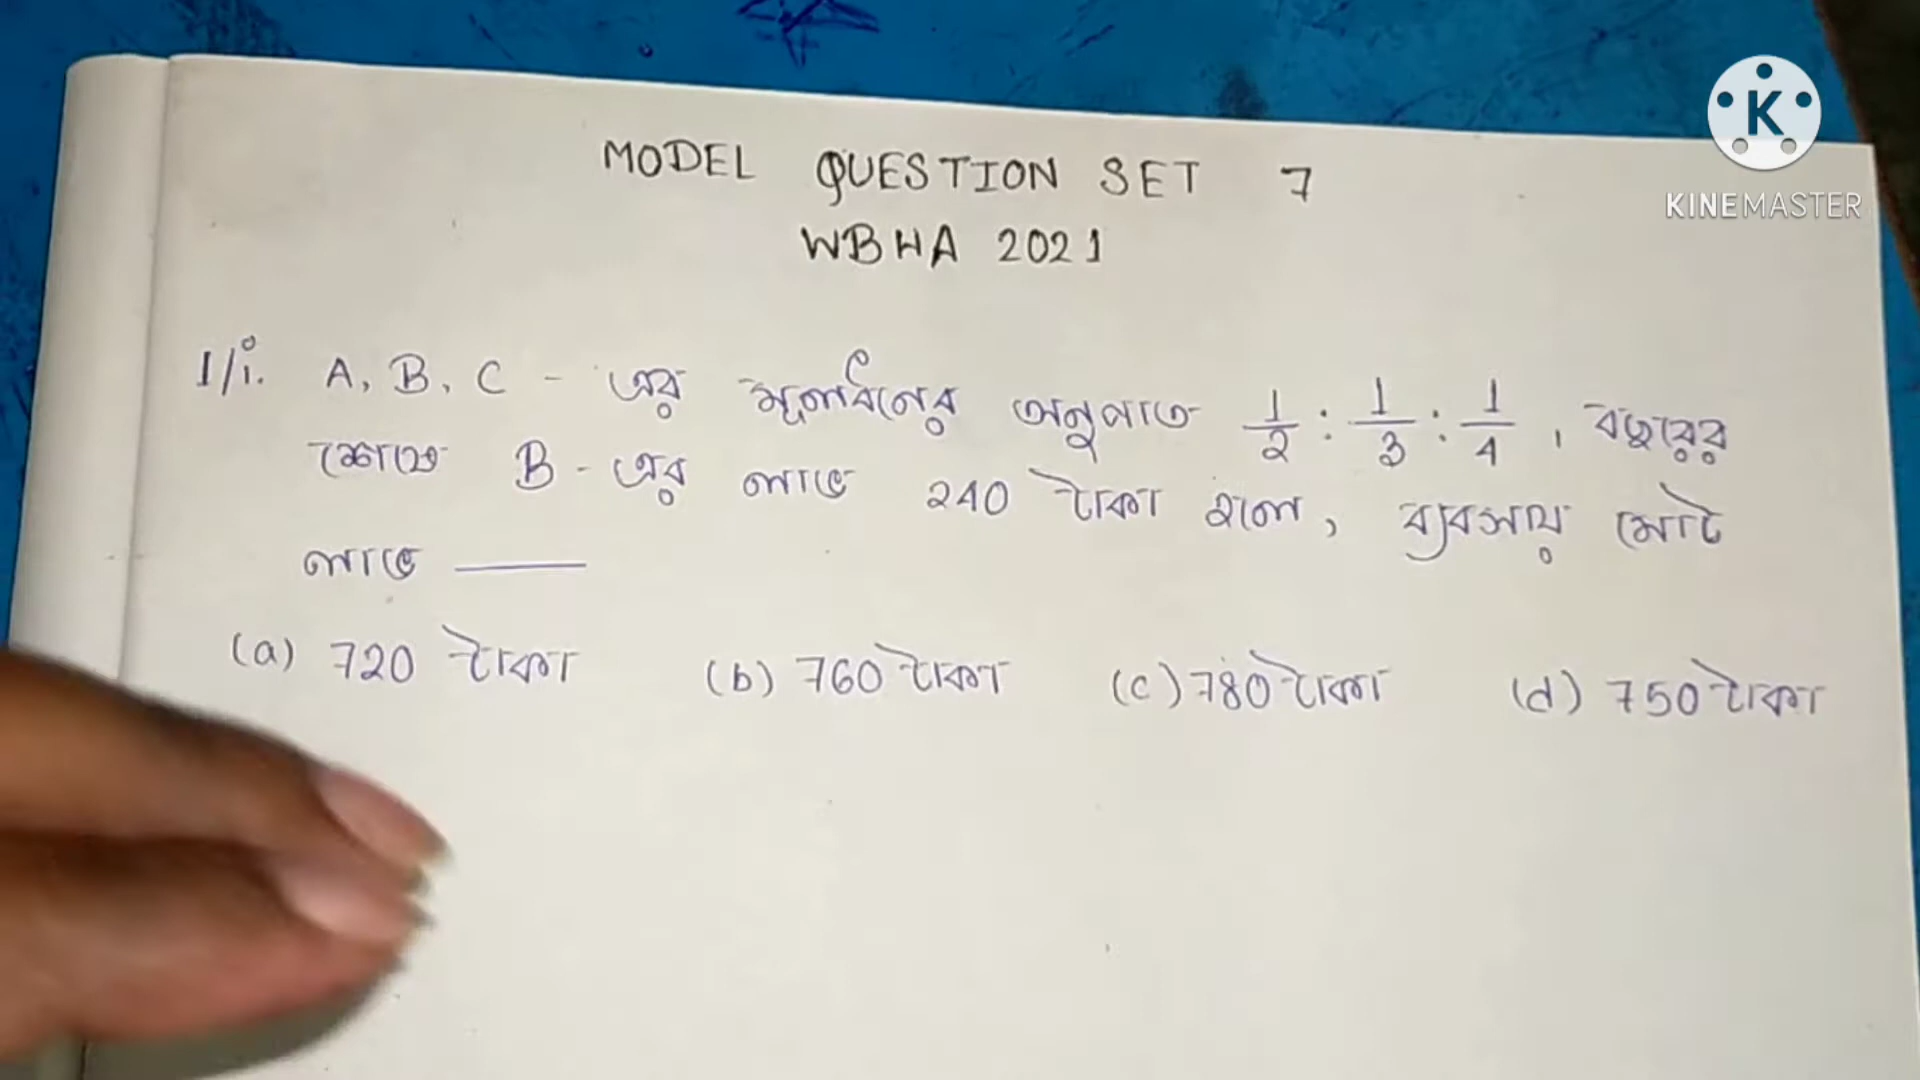 MODEL QUESTION SET 7
WBHA 2021
1/i. A, B, C - এর মূলধনের অনুপাত 1/2 : 1/3 : 1/4, বছরের
শেষে B - এর লাভ 240 টাকা হলে, ব্যবসায় মোট
লাভ ———
(a) 720 টাকা (b) 760 টাকা (c) 780 টাকা (d) 750 টাকা
K
KINEMASTER